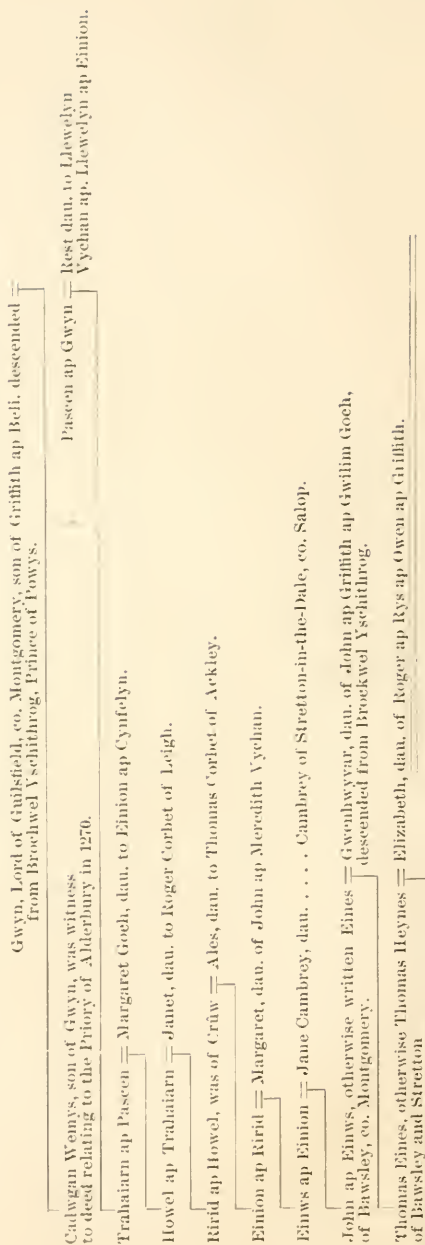 Gwyn, Lord of Guilsfield, co. Montgomery, son of Griffith ap Beli, descended =
from Brochwel Yschithrog, Prince of Powys.
Cadwgan Wemys, son of Gwyn, was witness
to deed relating to the Priory of Alderbury in 1270.
Pascen ap Gwyn = Rest dau. to Llewelyn
Vychan ap. Llewelyn ap Einion.
Trahaiarn ap Pascen = Margaret Goch, dau. to Einion ap Cynfelyn.
Howel ap Trahaiarn = Janet, dau. to Roger Corbet of Leigh.
Ririd ap Howel, was of Crûw = Ales, dau. to Thomas Corbet of Ackley.
Einion ap Ririd = Margaret, dau. of John ap Meredith Vychan.
Einws ap Einion = Jane Cambrey, dau. . . . . Cambrey of Stretton-in-the-Dale, co. Salop.
John ap Einws, otherwise written Eines = Gwenhwyvar, dau. of John ap Griffith ap Gwilim Goch,
of Bawsley, co. Montgomery. descended from Brockwel Yschithrog.
Thomas Eines, otherwise Thomas Heynes = Elizabeth, dau. of Roger ap Rys ap Owen ap Griffith.
of Bawsley and Stretton